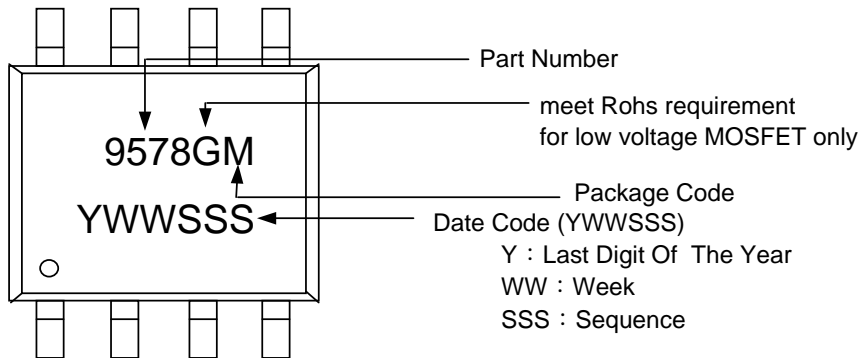 Part Number
meet Rohs requirement
for low voltage MOSFET only
9578GM
Package Code
YWWSSS
Date Code (YWWSSS)
Y：Last Digit Of The Year
WW：Week
SSS：Sequence